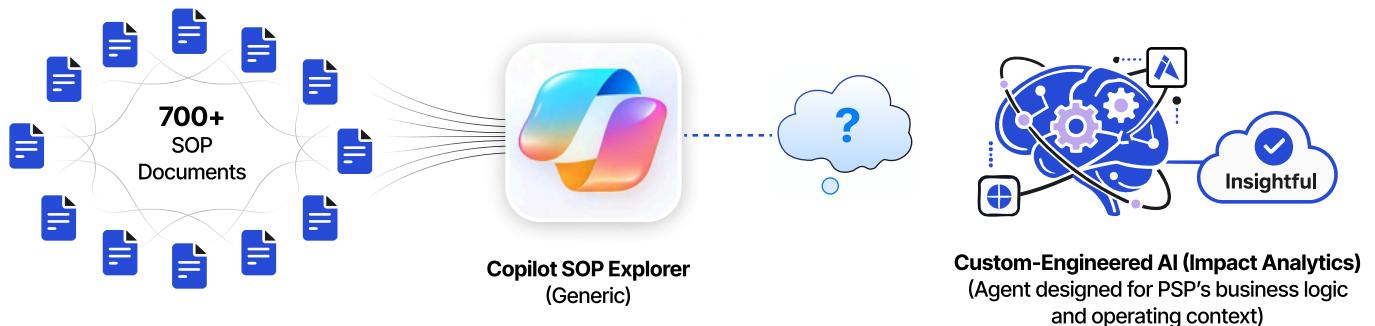 700+
SOP
Documents
?
Insightful
Copilot SOP Explorer
(Generic)
Custom-Engineered AI (Impact Analytics)
(Agent designed for PSP's business logic
and operating context)